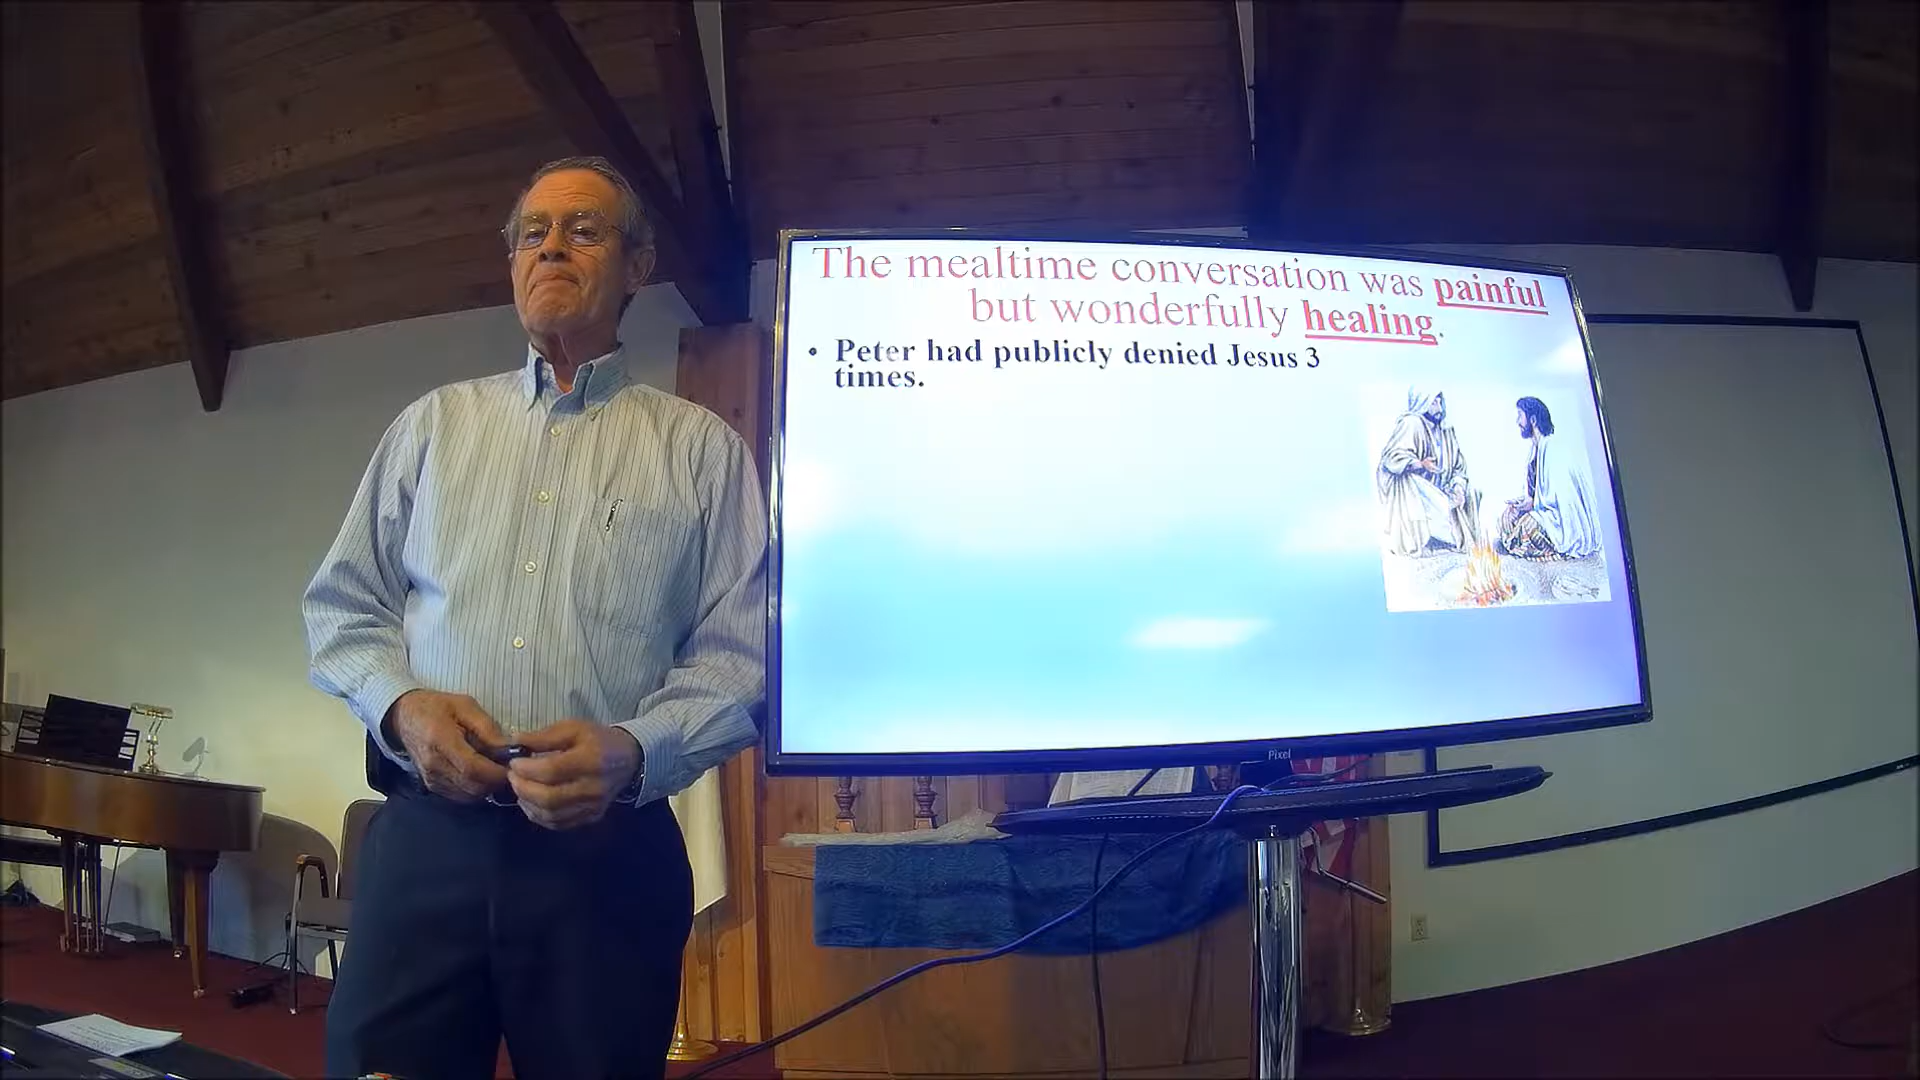 The mealtime conversation was painful
but wonderfully healing.
• Peter had publicly denied Jesus 3
times.
Pixel